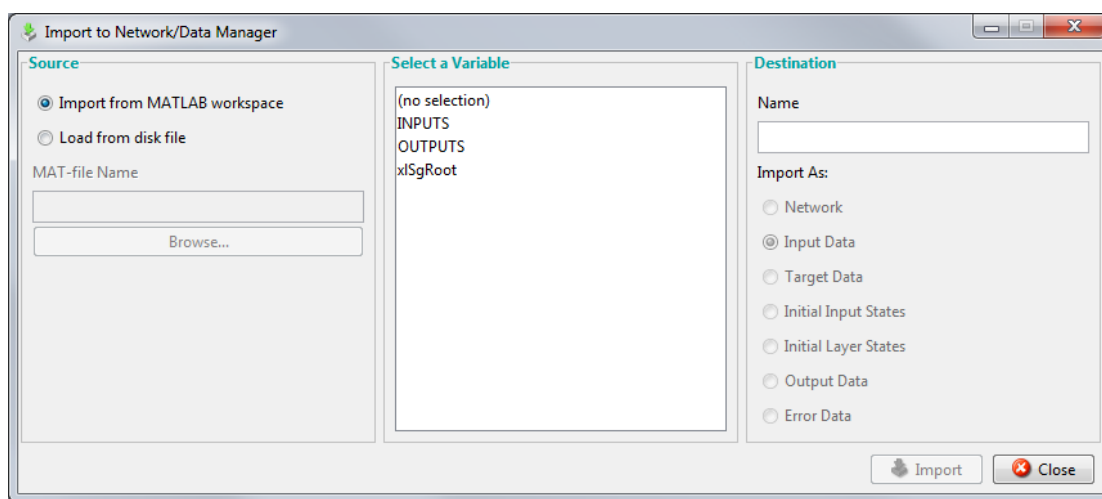 Import to Network/Data Manager
Source
Import from MATLAB workspace
Load from disk file
MAT-file Name
Browse...
Select a Variable
(no selection)
INPUTS
OUTPUTS
xlSgRoot
Destination
Name
Import As:
Network
Input Data
Target Data
Initial Input States
Initial Layer States
Output Data
Error Data
Import
Close